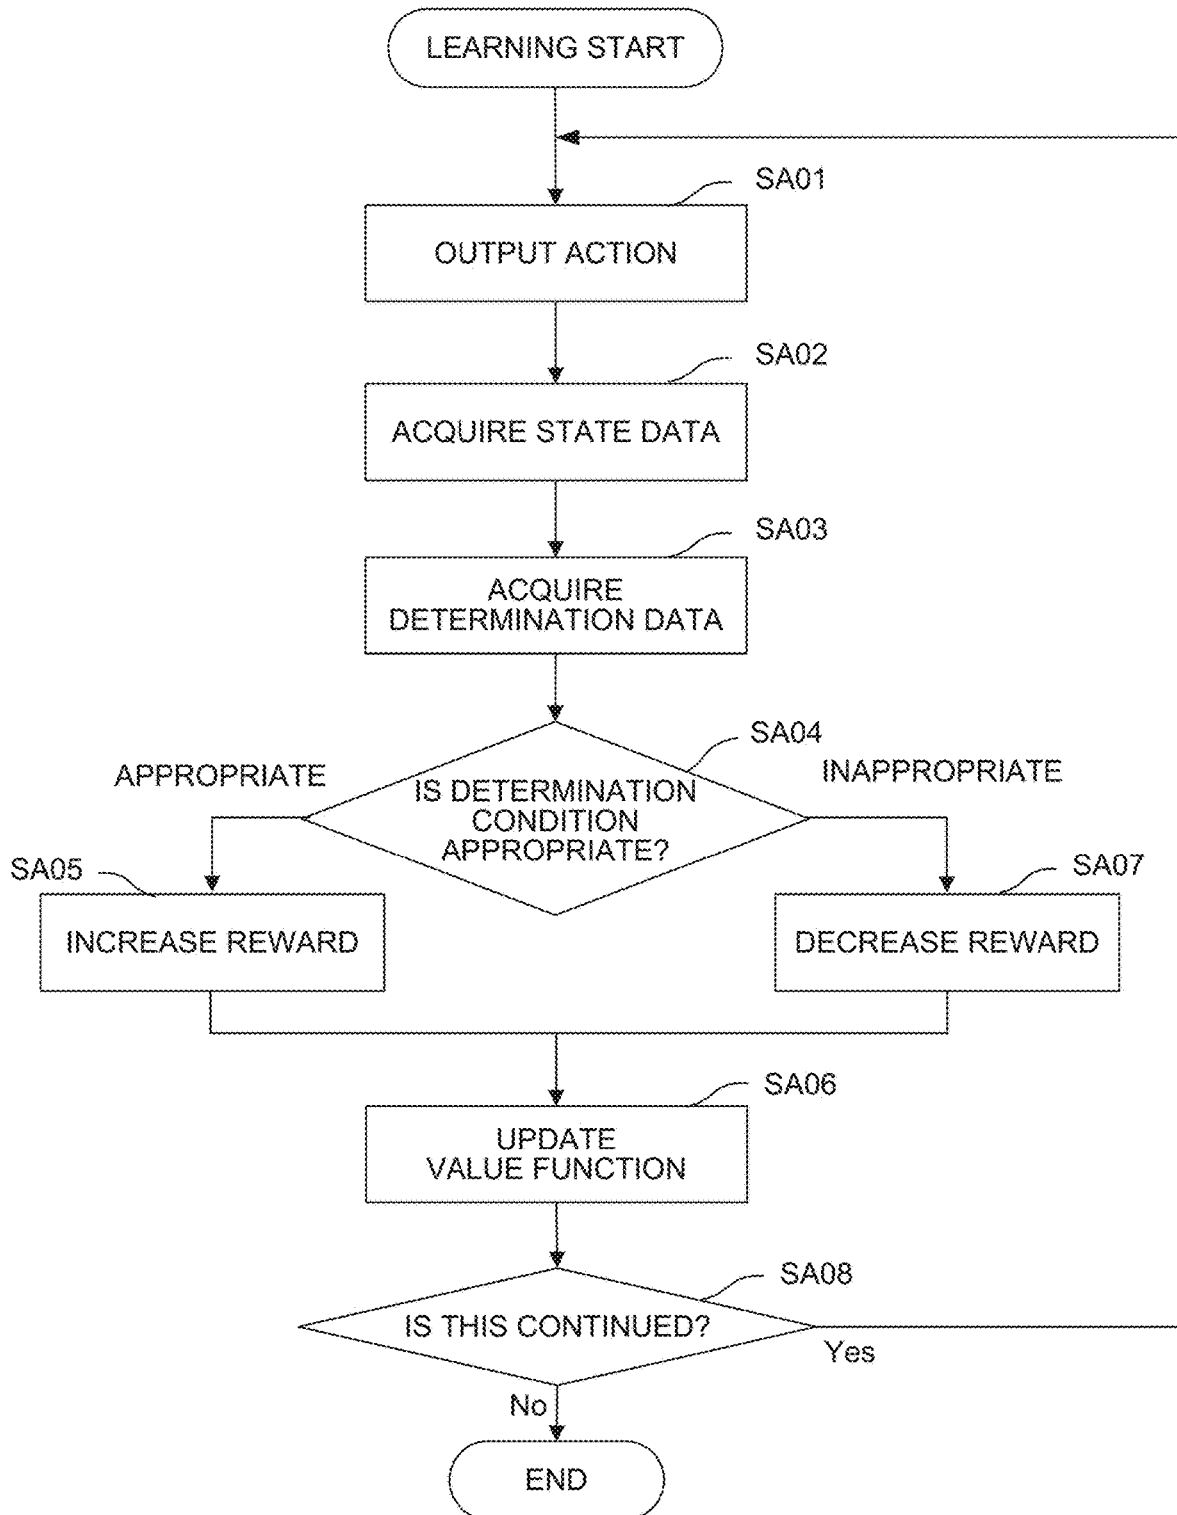 LEARNING START
SA01
OUTPUT ACTION
SA02
ACQUIRE STATE DATA
SA03
ACQUIRE
DETERMINATION DATA
SA04
APPROPRIATE
INAPPROPRIATE
IS DETERMINATION
CONDITION
APPROPRIATE?
SA05
SA07
INCREASE REWARD
DECREASE REWARD
SA06
UPDATE
VALUE FUNCTION
SA08
IS THIS CONTINUED?
Yes
No
END